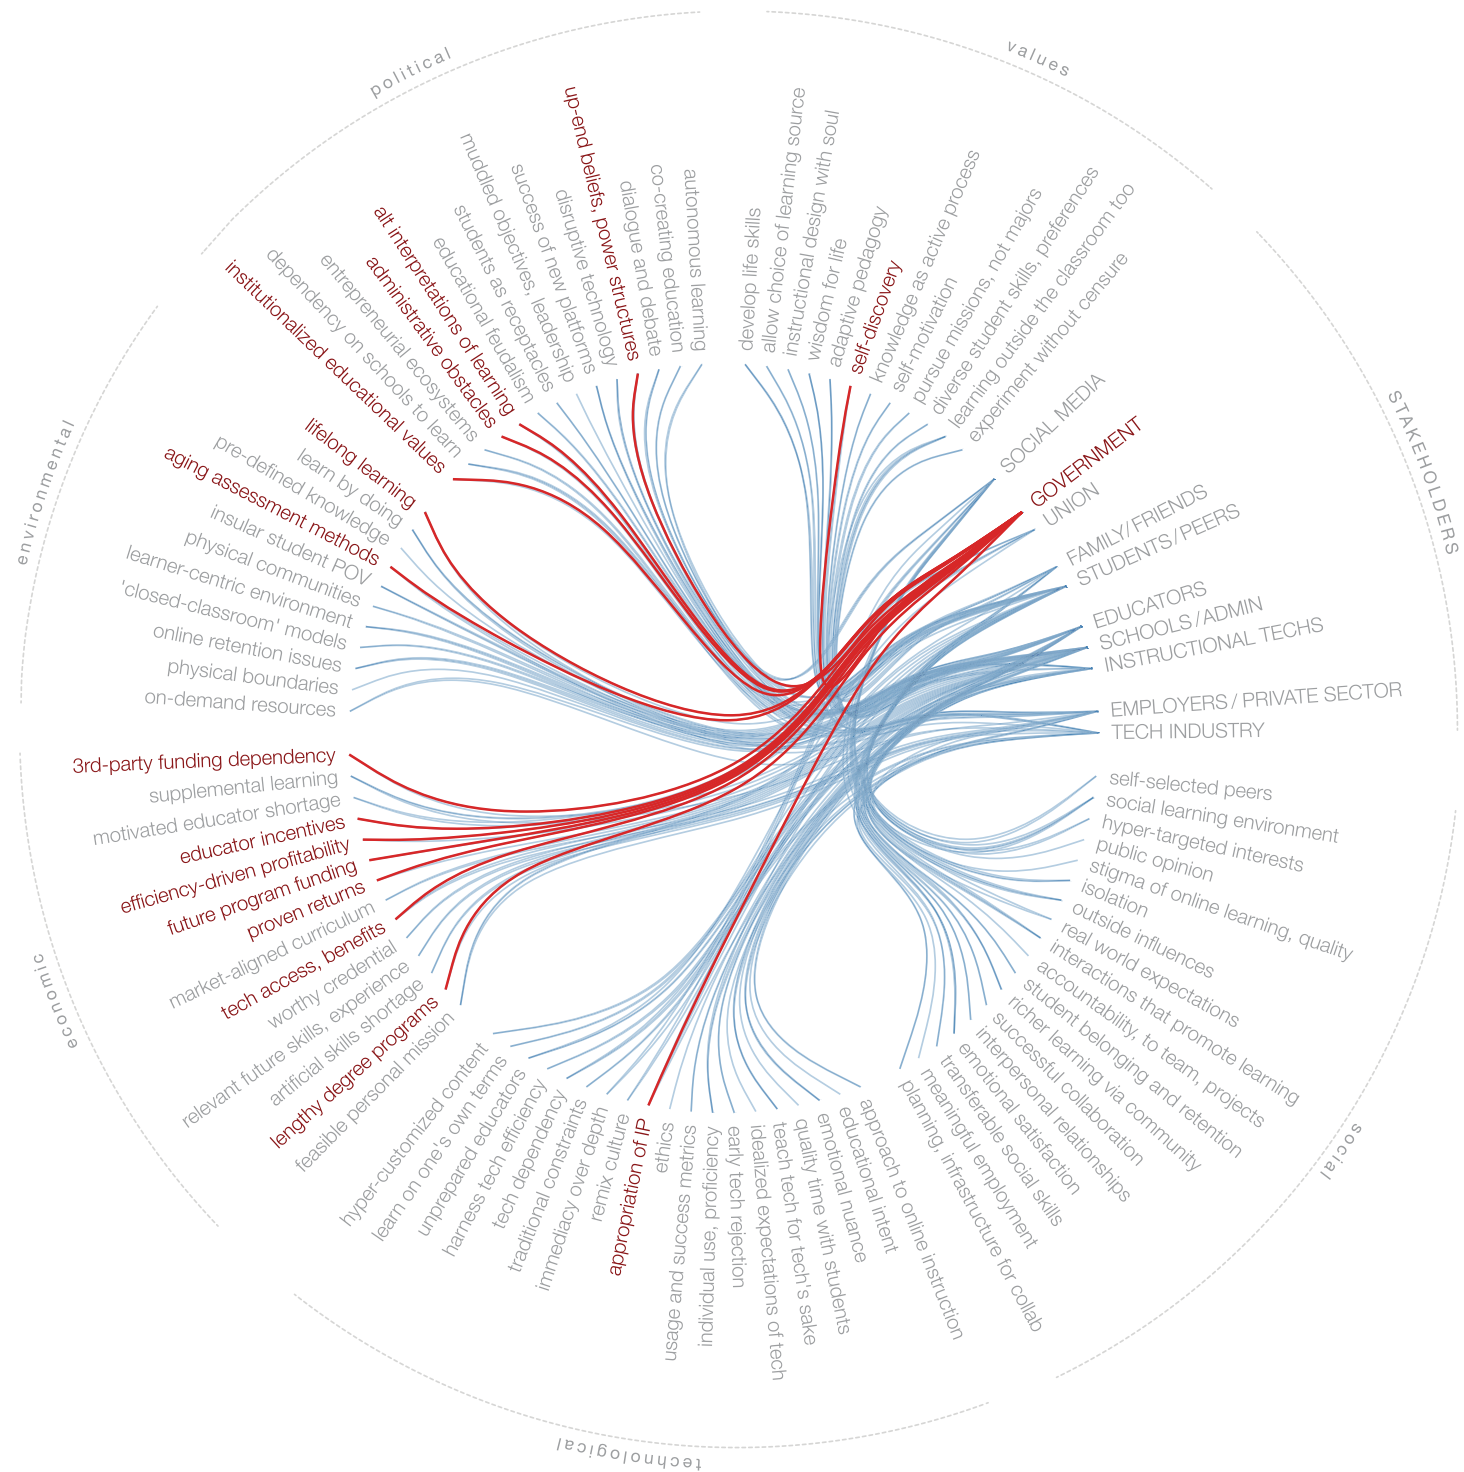 political
up-end beliefs, power structures
autonomous learning
co-creating education
dialogue and debate
disruptive technology
success of new platforms
muddled objectives, leadership
students as receptacles
educational feudalism
alt interpretations of learning
administrative obstacles
entrepreneurial ecosystems
dependency on schools to learn
institutionalized educational values
values
develop life skills
allow choice of learning source
instructional design with soul
wisdom for life
adaptive pedagogy
self-discovery
knowledge as active process
self-motivation
pursue missions, not majors
diverse student skills, preferences
learning outside the classroom too
experiment without censure
STAKEHOLDERS
SOCIAL MEDIA
GOVERNMENT
UNION
FAMILY/FRIENDS
STUDENTS/PEERS
EDUCATORS
SCHOOLS/ADMIN
INSTRUCTIONAL TECHS
EMPLOYERS / PRIVATE SECTOR
TECH INDUSTRY
social
self-selected peers
social learning environment
hyper-targeted interests
public opinion
stigma of online learning, quality
isolation
outside influences
real world expectations
interactions that promote learning
accountability, to team, projects
student belonging and retention
richer learning via community
successful collaboration
interpersonal relationships
emotional satisfaction
transferable social skills
meaningful employment
planning, infrastructure for collab
technological
approach to online instruction
educational intent
emotional nuance
quality time with students
teach tech for tech's sake
idealized expectations of tech
early tech rejection
individual use, proficiency
usage and success metrics
ethics
appropriation of IP
remix culture
immediacy over depth
traditional constraints
tech dependency
harness tech efficiency
unprepared educators
learn on one's own terms
hyper-customized content
economic
feasible personal mission
lengthy degree programs
artificial skills shortage
relevant future skills, experience
worthy credential
tech access, benefits
market-aligned curriculum
proven returns
future program funding
efficiency-driven profitability
educator incentives
motivated educator shortage
supplemental learning
3rd-party funding dependency
environmental
on-demand resources
physical boundaries
online retention issues
'closed-classroom' models
learner-centric environment
physical communities
insular student POV
aging assessment methods
pre-defined knowledge
learn by doing
lifelong learning